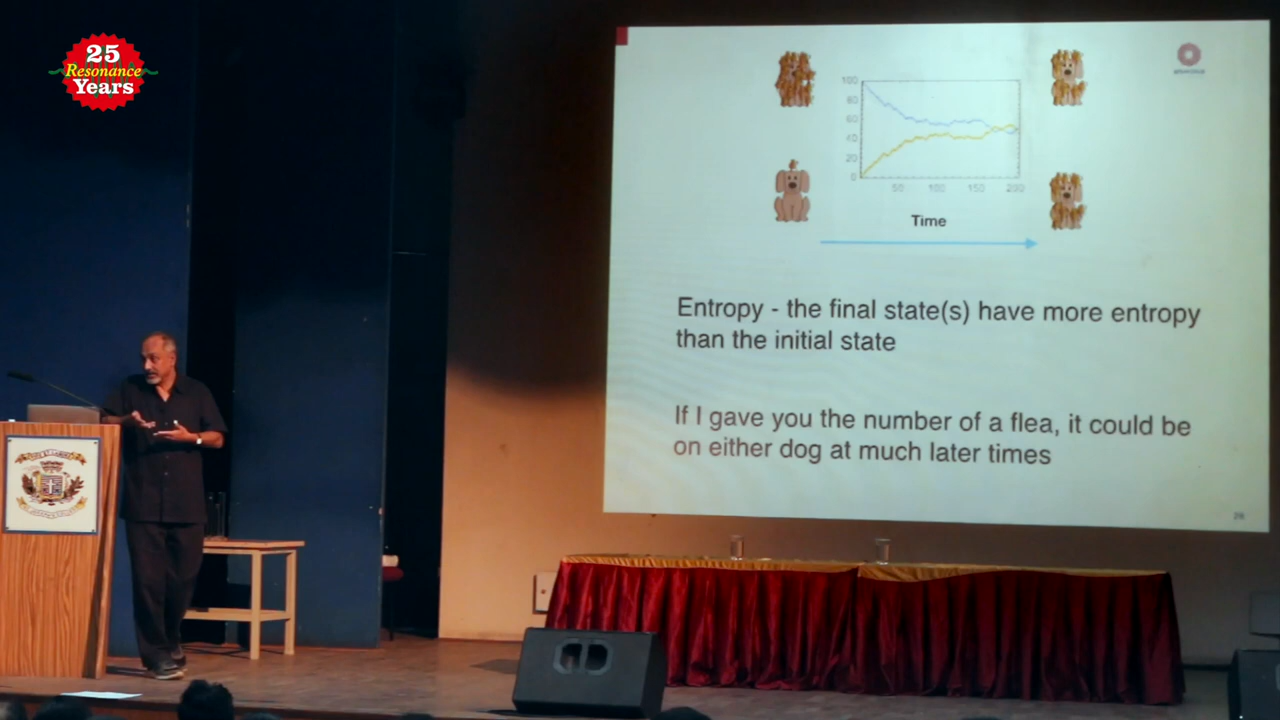 25
Resonance
Years
100
80
60
40
20
0
50 100 150 200
Time
Entropy - the final state(s) have more entropy
than the initial state
If I gave you the number of a flea, it could be
on either dog at much later times